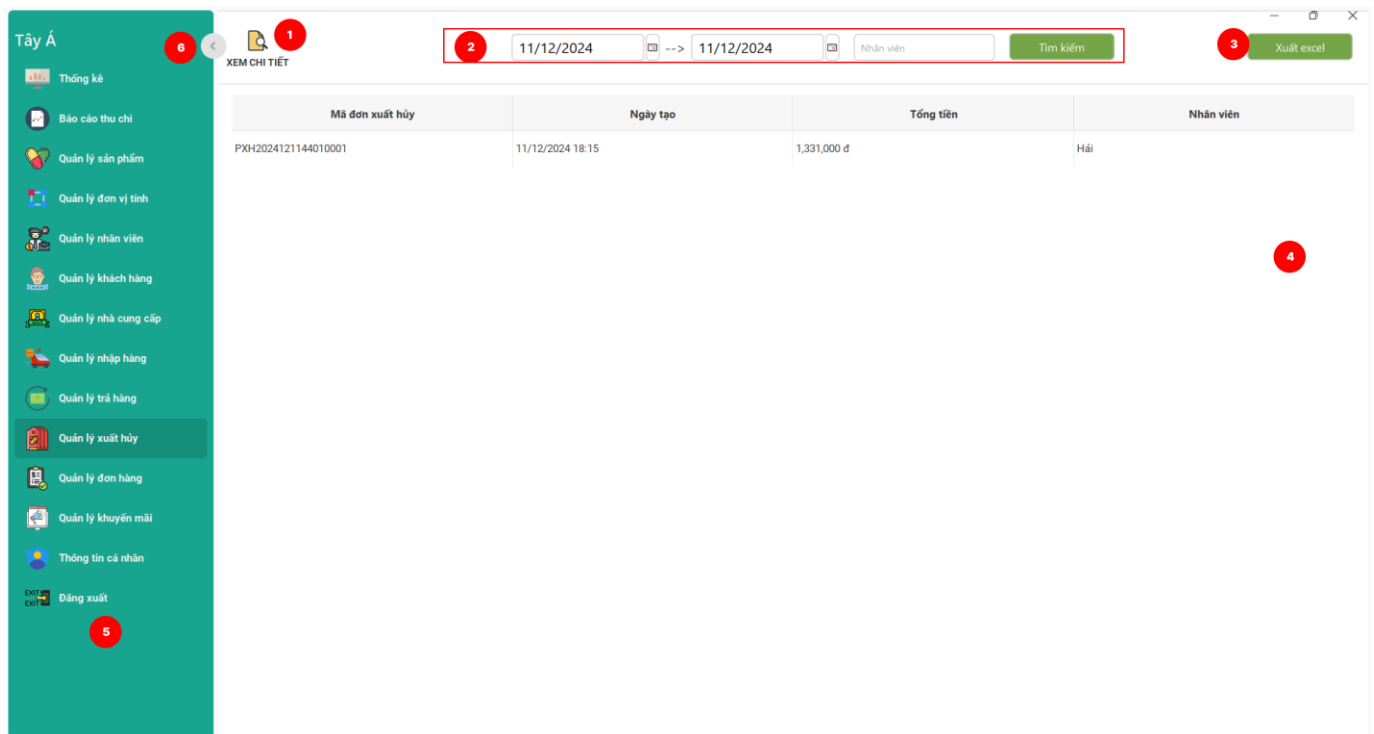 Tây Á
6
1
XEM CHI TIẾT
2
11/12/2024 --> 11/12/2024 Nhân viên Tìm kiếm
3
Xuất excel
Thống kê
Báo cáo thu chi
Quản lý sản phẩm
Quản lý đơn vị tính
Quản lý nhân viên
Quản lý khách hàng
Quản lý nhà cung cấp
Quản lý nhập hàng
Quản lý trả hàng
Quản lý xuất hủy
Quản lý đơn hàng
Quản lý khuyến mãi
Thông tin cá nhân
EXIT
EXIT
Đăng xuất
5
Mã đơn xuất hủy Ngày tạo Tổng tiền Nhân viên
PXH2024121144010001 11/12/2024 18:15 1,331,000 đ Hải
4